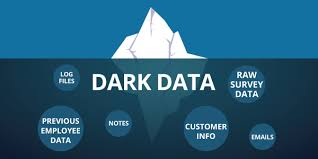 LOG
FILES
DARK DATA
RAW
SURVEY
DATA
PREVIOUS
EMPLOYEE
DATA
NOTES
CUSTOMER
INFO
EMAILS